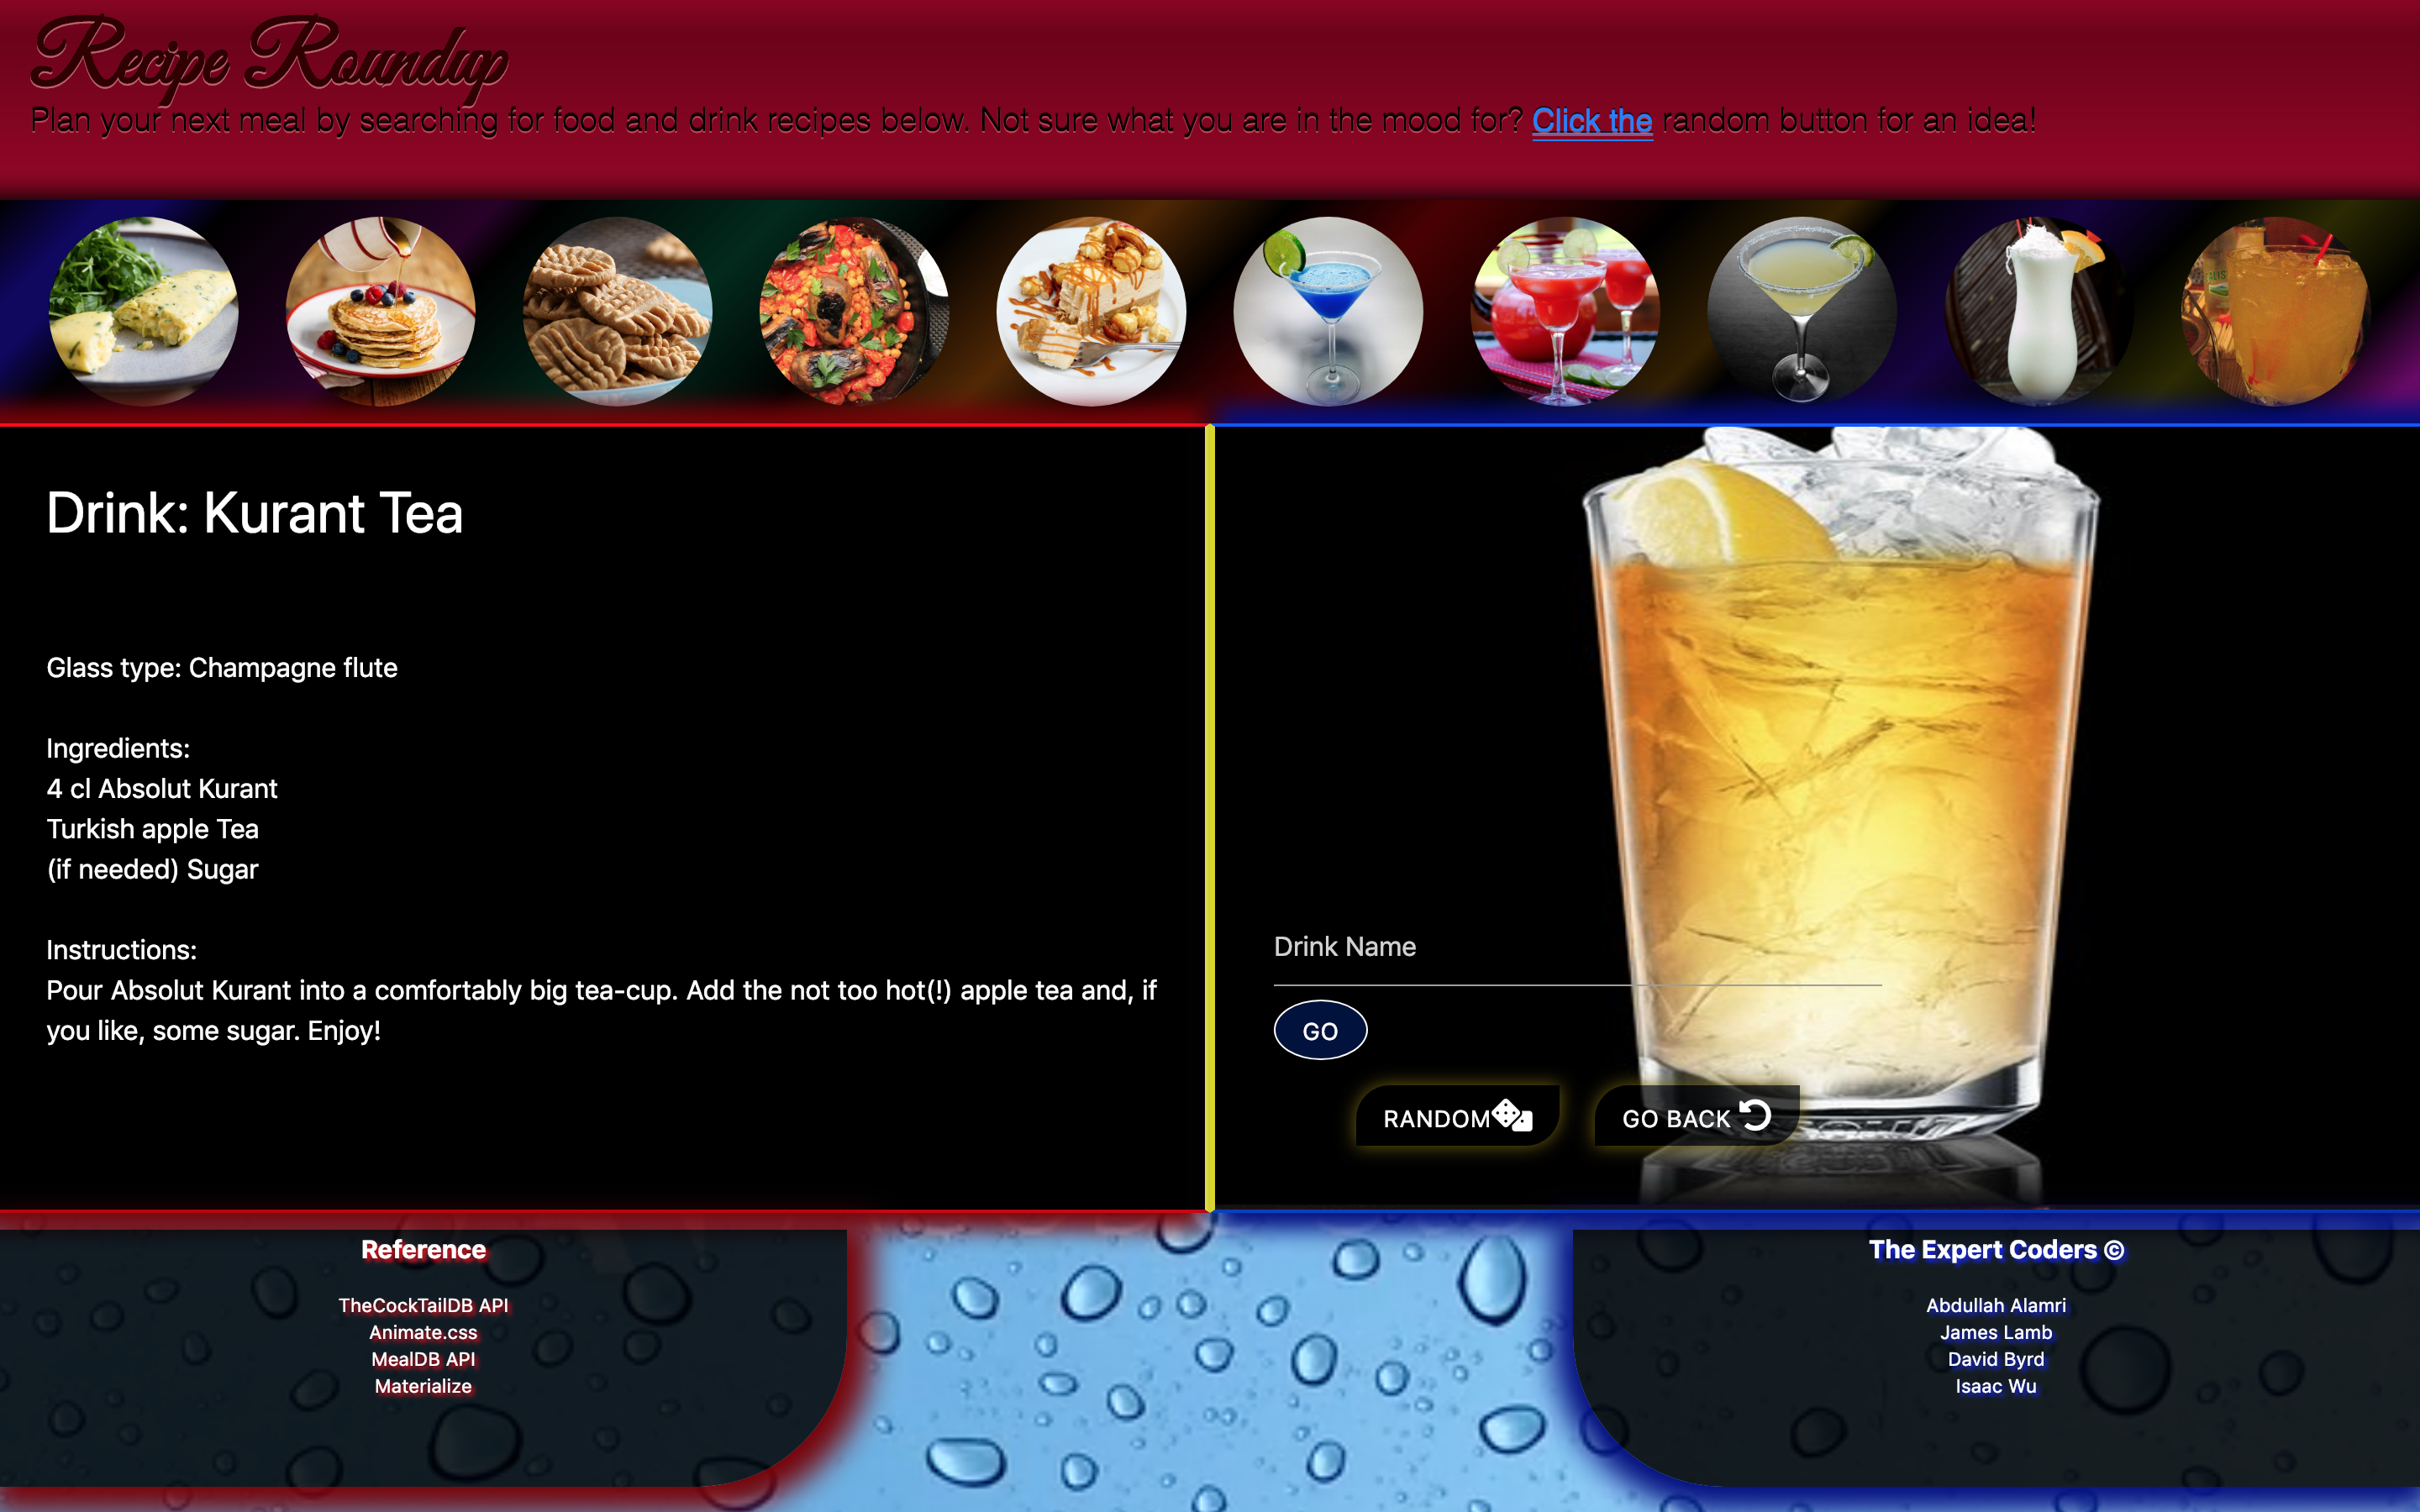 Recipe Roundup
Plan your next meal by searching for food and drink recipes below. Not sure what you are in the mood for? Click the random button for an idea!
Drink: Kurant Tea
Glass type: Champagne flute
Ingredients:
4 cl Absolut Kurant
Turkish apple Tea
(if needed) Sugar
Instructions:
Pour Absolut Kurant into a comfortably big tea-cup. Add the not too hot(!) apple tea and, if
you like, some sugar. Enjoy!
Drink Name
GO
RANDOM
GO BACK
Reference
TheCockTailDB API
Animate.css
MealDB API
Materialize
The Expert Coders ©
Abdullah Alamri
James Lamb
David Byrd
Isaac Wu